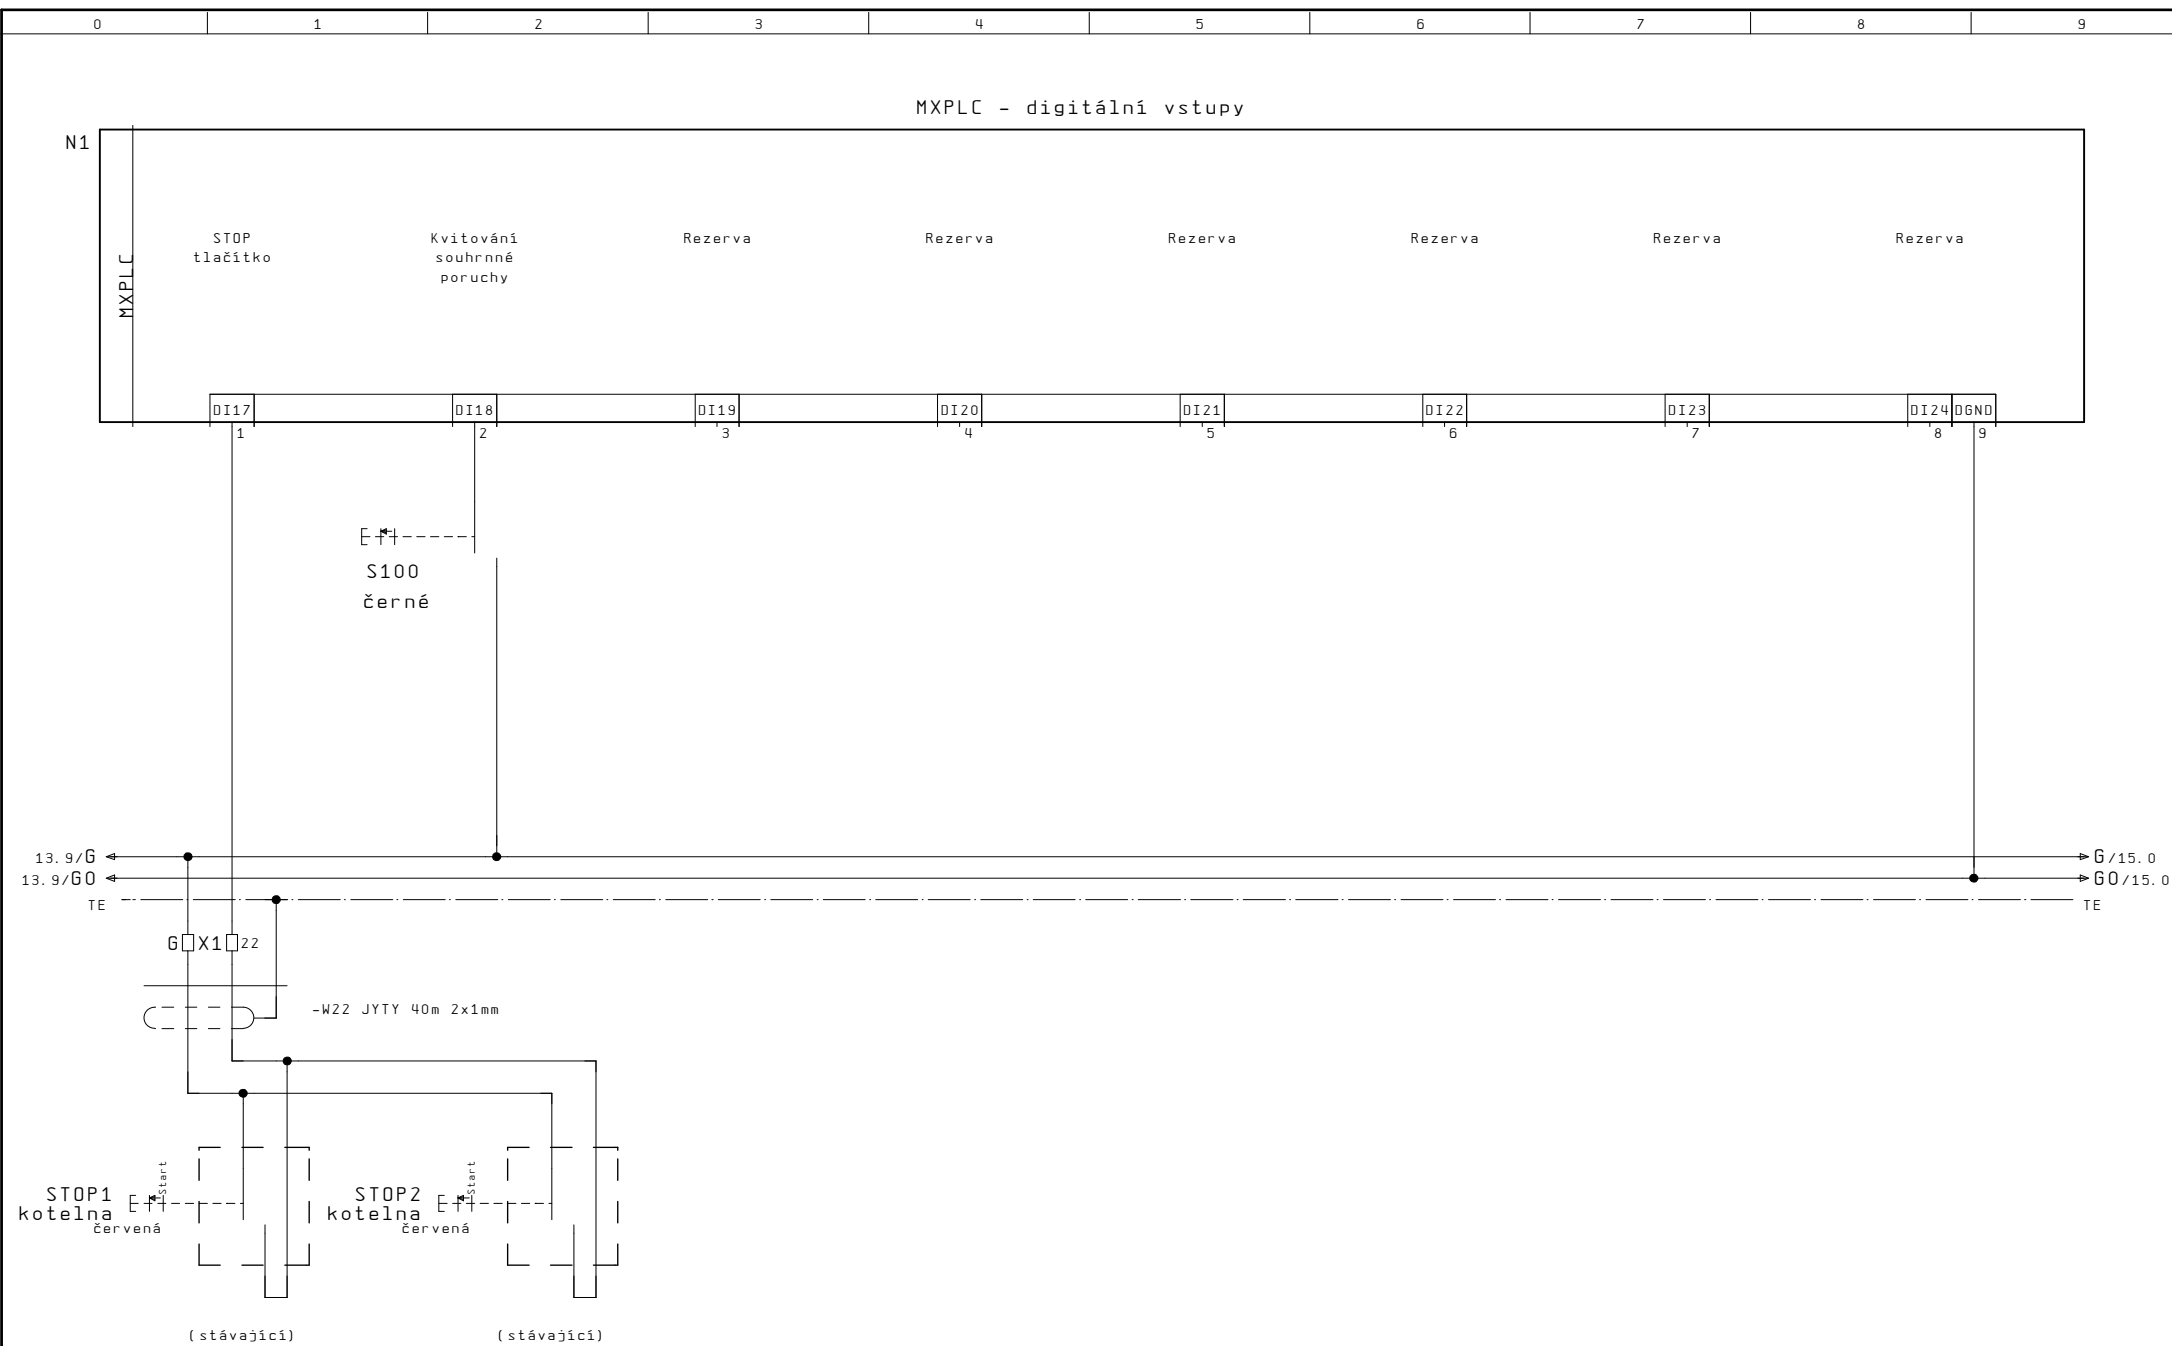 0 1 2 3 4 5 6 7 8 9
MXPLC - digitální vstupy
N1
MXPLC
STOP
tlačítko
Kvitování
souhrnné
poruchy
Rezerva
Rezerva
Rezerva
Rezerva
Rezerva
Rezerva
DI17 DI18 DI19 DI20 DI21 DI22 DI23 DI24 DGND
1 2 3 4 5 6 7 8 9
S100
černé
13.9/G
G/15.0
13.9/G0
G0/15.0
TE
TE
G X1 22
-W22 JYTY 40m 2x1mm
Start
STOP1
kotelna
červená
Start
STOP2
kotelna
červená
(stávající)
(stávající)